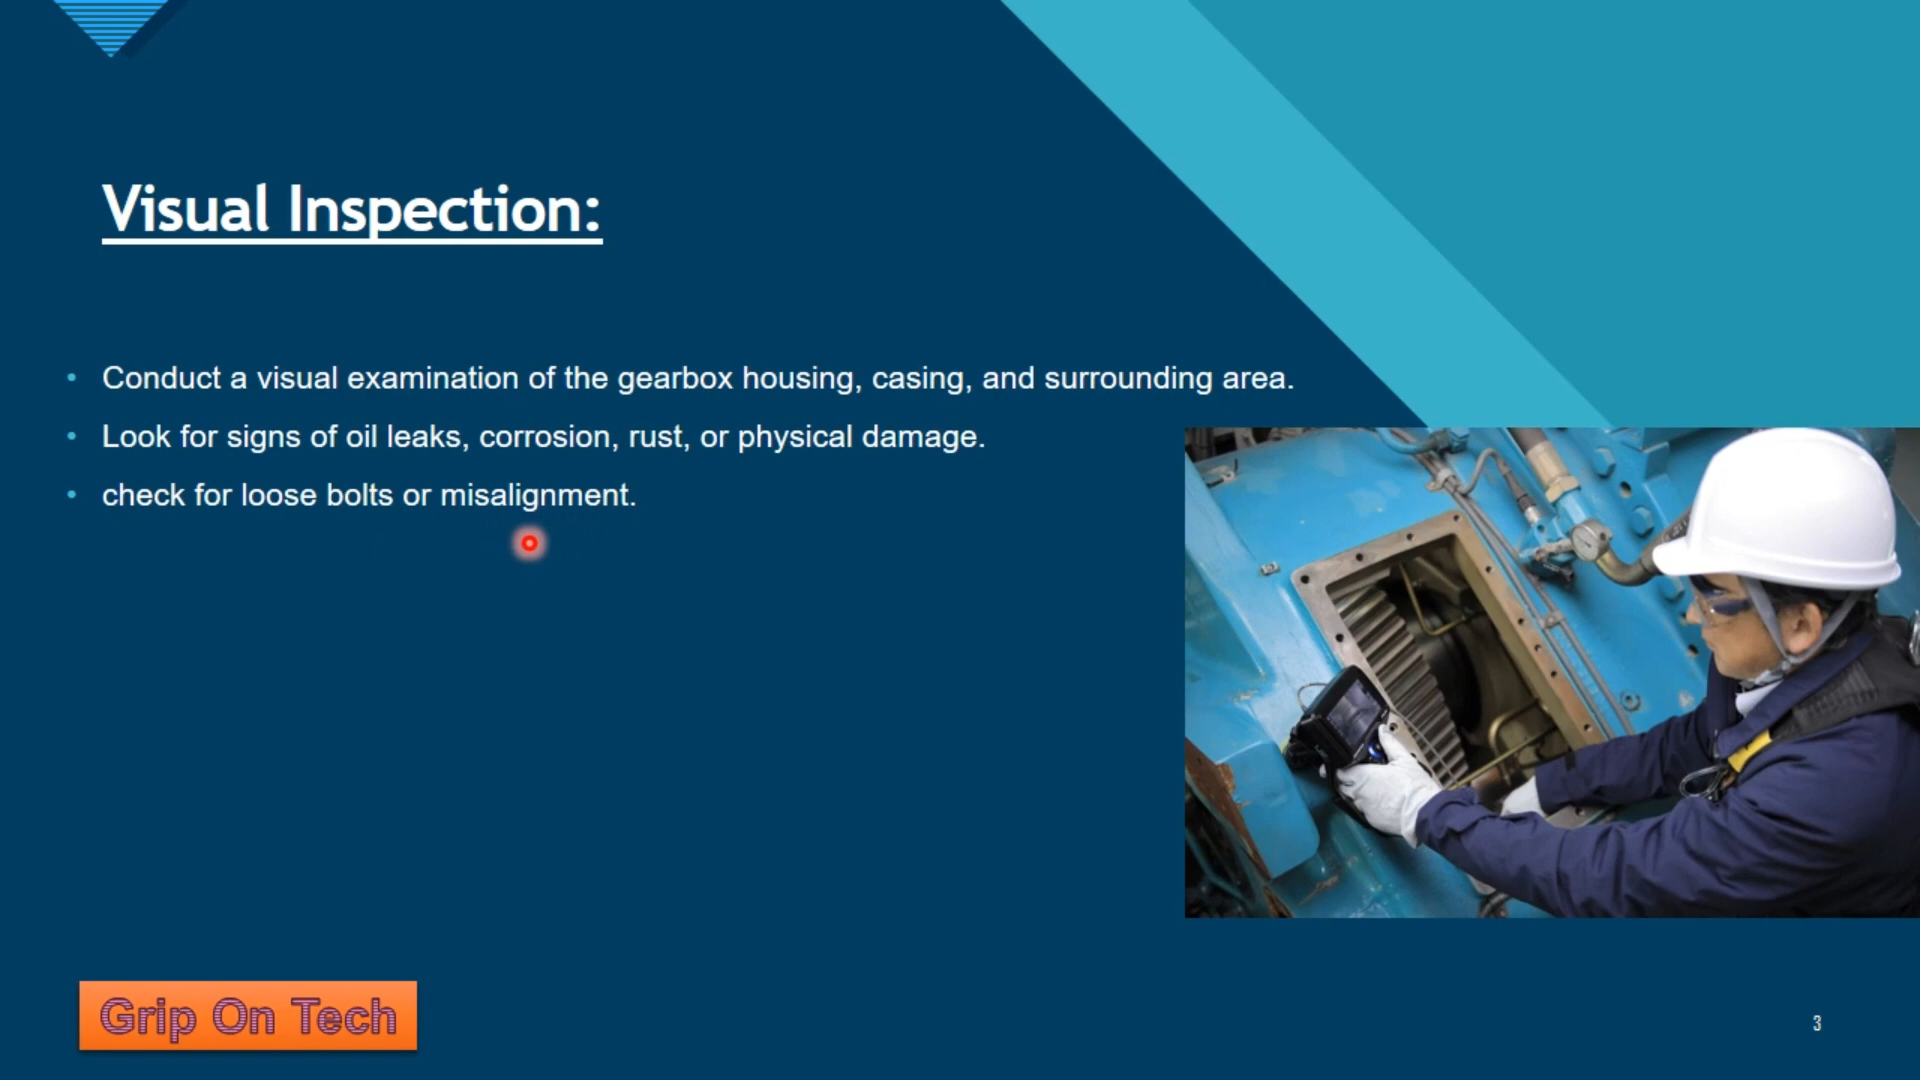 Visual Inspection:
• Conduct a visual examination of the gearbox housing, casing, and surrounding area.
• Look for signs of oil leaks, corrosion, rust, or physical damage.
• check for loose bolts or misalignment.
Grip On Tech
3